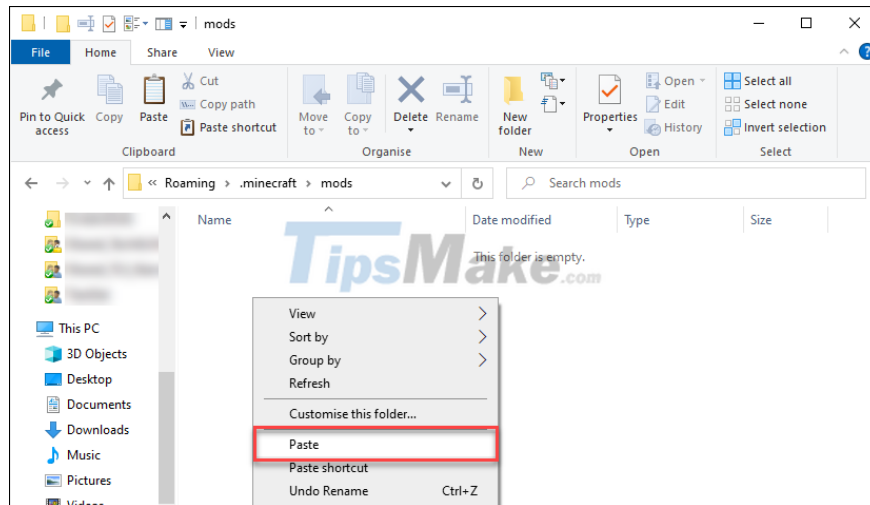 mods
File Home Share View
Pin to Quick access
Copy
Paste
Cut
Copy path
Paste shortcut
Clipboard
Move to
Copy to
Delete
Rename
Organise
New folder
New
Properties
Open
Edit
History
Open
Select all
Select none
Invert selection
Select
« Roaming › .minecraft › mods
Search mods
Name Date modified Type Size
This folder is empty.
TipsMake.com
This PC
3D Objects
Desktop
Documents
Downloads
Music
Pictures
Videos
View
Sort by
Group by
Refresh
Customise this folder...
Paste
Paste shortcut
Undo Rename Ctrl+Z